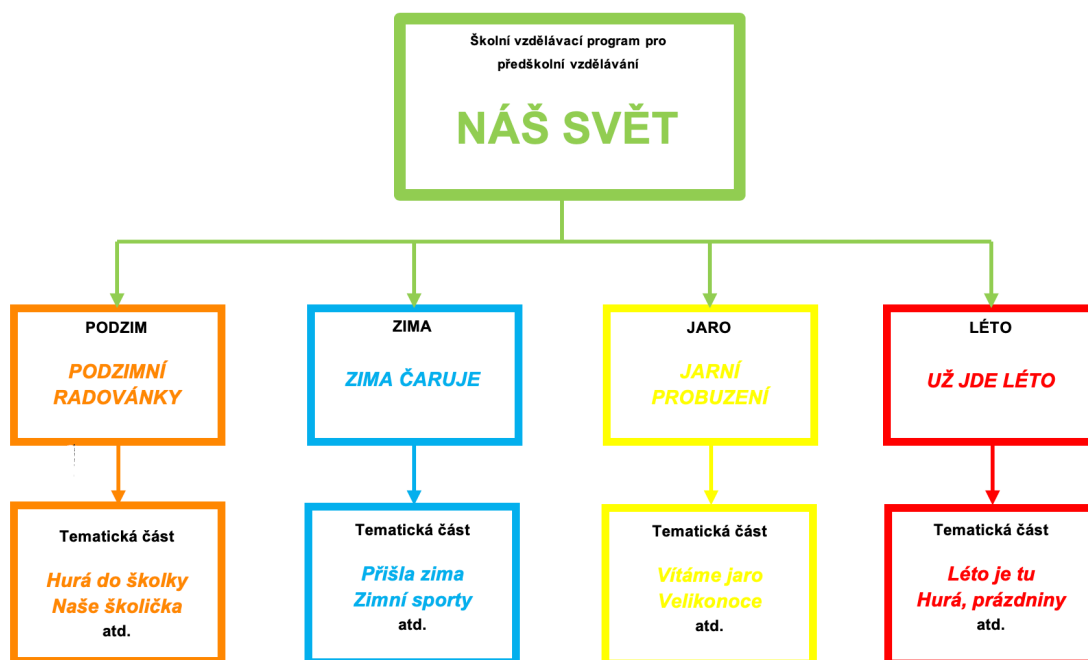 Školní vzdělávací program pro
předškolní vzdělávání
NÁŠ SVĚT
PODZIM
PODZIMNÍ
RADOVÁNKY
ZIMA
ZIMA ČARUJE
JARO
JARNÍ
PROBUZENÍ
LÉTO
UŽ JDE LÉTO
Tematická část
Hurá do školky
Naše školička
atd.
Tematická část
Přišla zima
Zimní sporty
atd.
Tematická část
Vítáme jaro
Velikonoce
atd.
Tematická část
Léto je tu
Hurá, prázdniny
atd.